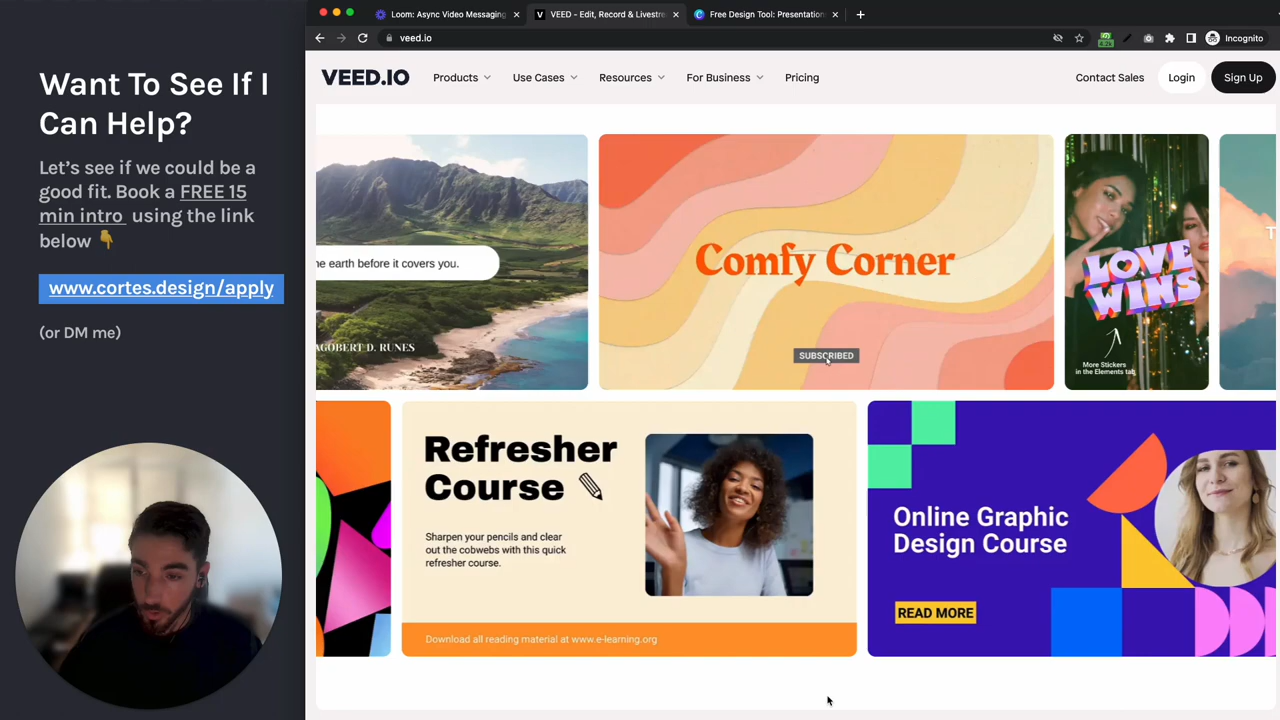 Want To See If I
Can Help?
Let's see if we could be a
good fit. Book a FREE 15
min intro using the link
below 👇
www.cortes.design/apply
(or DM me)
Loom: Async Video Messaging
VEED - Edit, Record & Livestre
Free Design Tool: Presentation
veed.io
Incognito
VEED.IO
Products
Use Cases
Resources
For Business
Pricing
Contact Sales
Login
Sign Up
he earth before it covers you.
AGOBERT D. RUNES
Comfy Corner
SUBSCRIBED
LOVE
WINS
More Stickers
in the Elements tab
T
Refresher
Course
Sharpen your pencils and clear
out the cobwebs with this quick
refresher course.
Download all reading material at www.e-learning.org
Online Graphic
Design Course
READ MORE